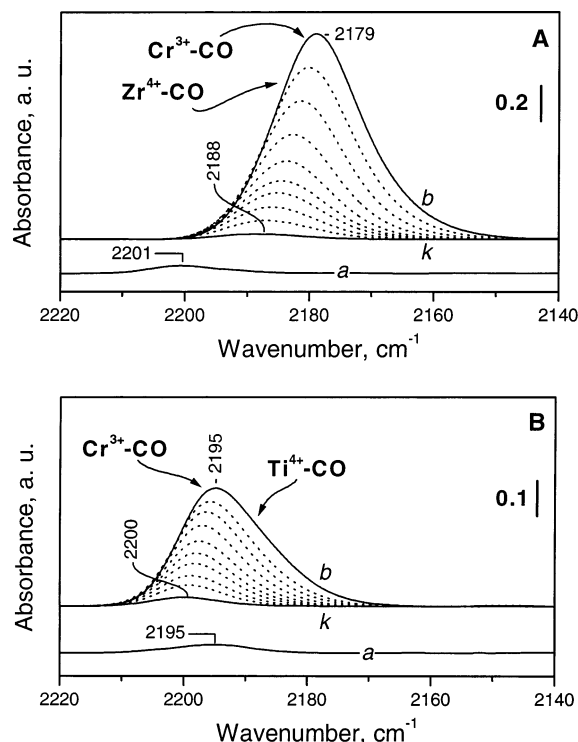 A
Cr³⁺-CO
2179
Zr⁴⁺-CO
0.2
2188
b
k
2201
a
Absorbance, a. u.
2220 2200 2180 2160 2140
Wavenumber, cm⁻¹
B
Cr³⁺-CO
2195
Ti⁴⁺-CO
0.1
2200
b
k
2195
a
Absorbance, a. u.
2220 2200 2180 2160 2140
Wavenumber, cm⁻¹